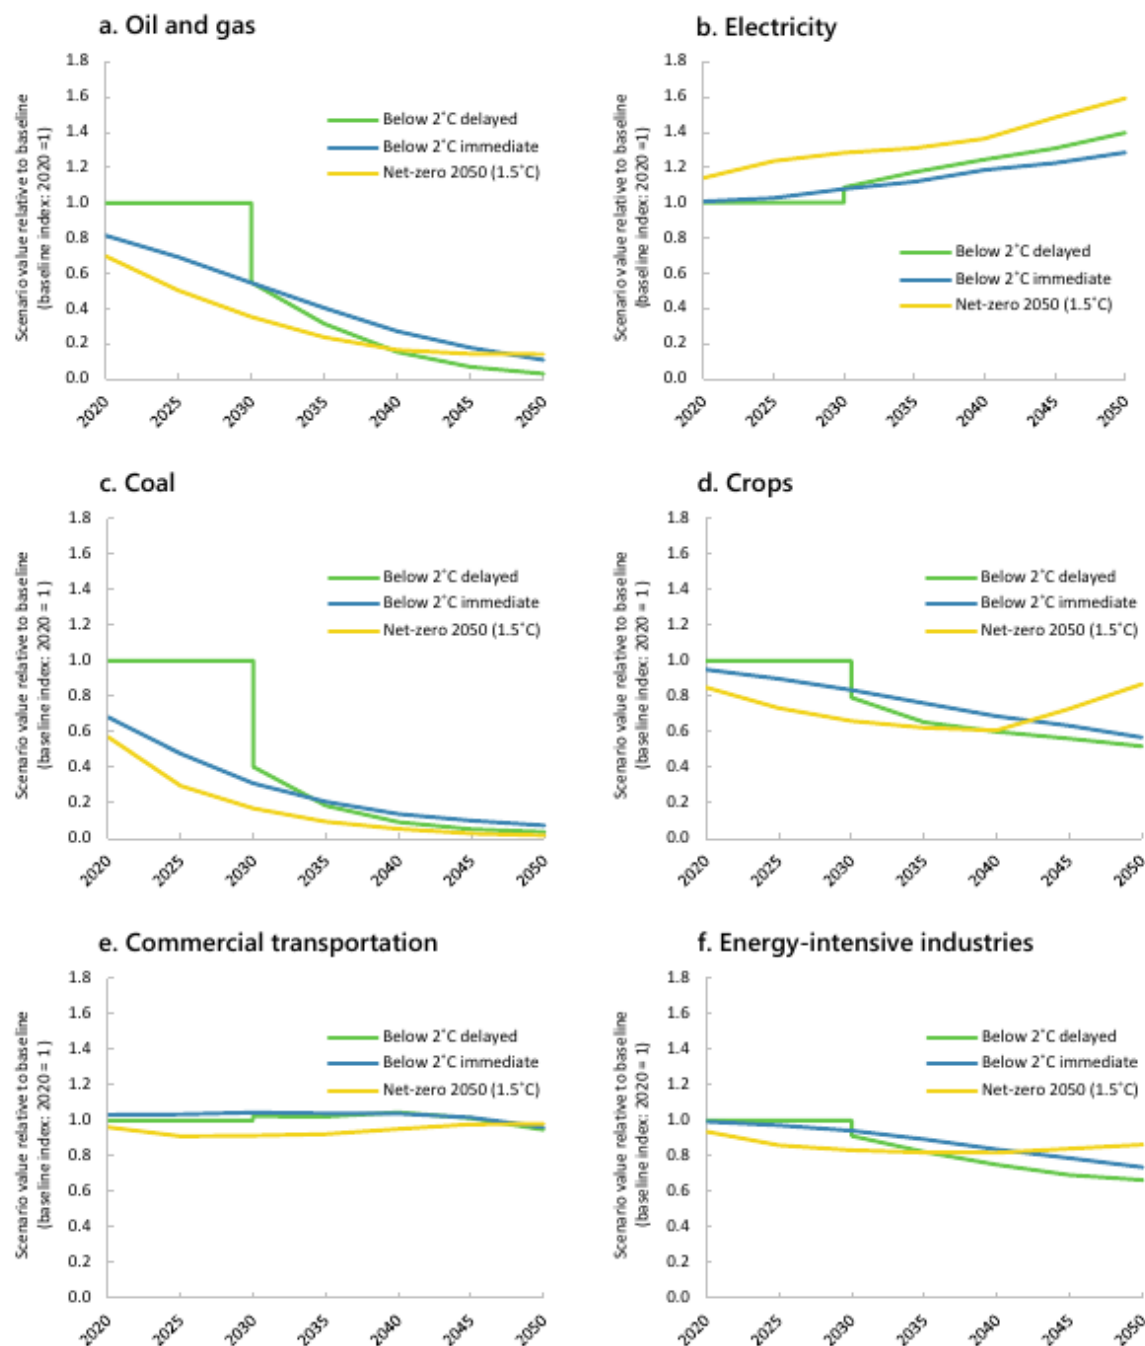 a. Oil and gas
Scenario value relative to baseline
(baseline index: 2020 =1)
1.8
1.6
1.4
1.2
1.0
0.8
0.6
0.4
0.2
0.0
Below 2˚C delayed
Below 2˚C immediate
Net-zero 2050 (1.5˚C)
2020 2025 2030 2035 2040 2045 2050
b. Electricity
Scenario value relative to baseline
(baseline index: 2020 =1)
1.8
1.6
1.4
1.2
1.0
0.8
0.6
0.4
0.2
0.0
Below 2˚C delayed
Below 2˚C immediate
Net-zero 2050 (1.5˚C)
2020 2025 2030 2035 2040 2045 2050
c. Coal
Scenario value relative to baseline
(baseline index: 2020 = 1)
1.8
1.6
1.4
1.2
1.0
0.8
0.6
0.4
0.2
0.0
Below 2˚C delayed
Below 2˚C immediate
Net-zero 2050 (1.5˚C)
2020 2025 2030 2035 2040 2045 2050
d. Crops
Scenario value relative to baseline
(baseline index: 2020 = 1)
1.8
1.6
1.4
1.2
1.0
0.8
0.6
0.4
0.2
0.0
Below 2˚C delayed
Below 2˚C immediate
Net-zero 2050 (1.5˚C)
2020 2025 2030 2035 2040 2045 2050
e. Commercial transportation
Scenario value relative to baseline
(baseline index: 2020 = 1)
1.8
1.6
1.4
1.2
1.0
0.8
0.6
0.4
0.2
0.0
Below 2˚C delayed
Below 2˚C immediate
Net-zero 2050 (1.5˚C)
2020 2025 2030 2035 2040 2045 2050
f. Energy-intensive industries
Scenario value relative to baseline
(baseline index: 2020 = 1)
1.8
1.6
1.4
1.2
1.0
0.8
0.6
0.4
0.2
0.0
Below 2˚C delayed
Below 2˚C immediate
Net-zero 2050 (1.5˚C)
2020 2025 2030 2035 2040 2045 2050